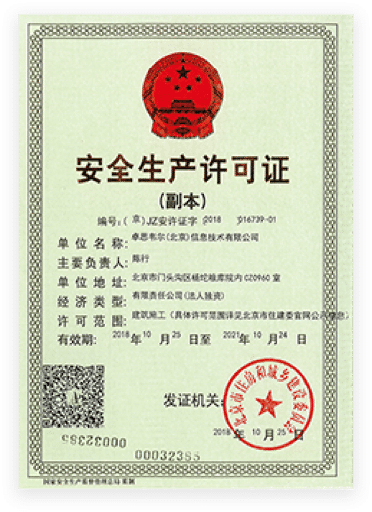 安全生产许可证
(副本)
编号:(京)JZ安许证字(2018)016739-01
单位名称:卓思韦尔(北京)信息技术有限公司
主要负责人:陈行
单位地址:北京市门头沟区杨坨粮库院内CZ0960室
经济类型:有限责任公司(法人独资)
许可范围:建筑施工(具体许可范围详见北京市住建委官网公示信息)
有效期:2018年10月25日至2021年10月24日
发证机关:
北京市住房和城乡建设委员会
2018年10月25日
00032385
00032385
国家安全生产监督管理总局 监制